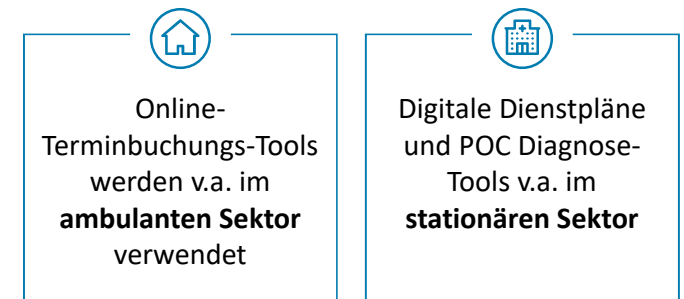 Online-
Terminbuchungs-Tools
werden v.a. im
ambulanten Sektor
verwendet
Digitale Dienstpläne
und POC Diagnose-
Tools v.a. im
stationären Sektor